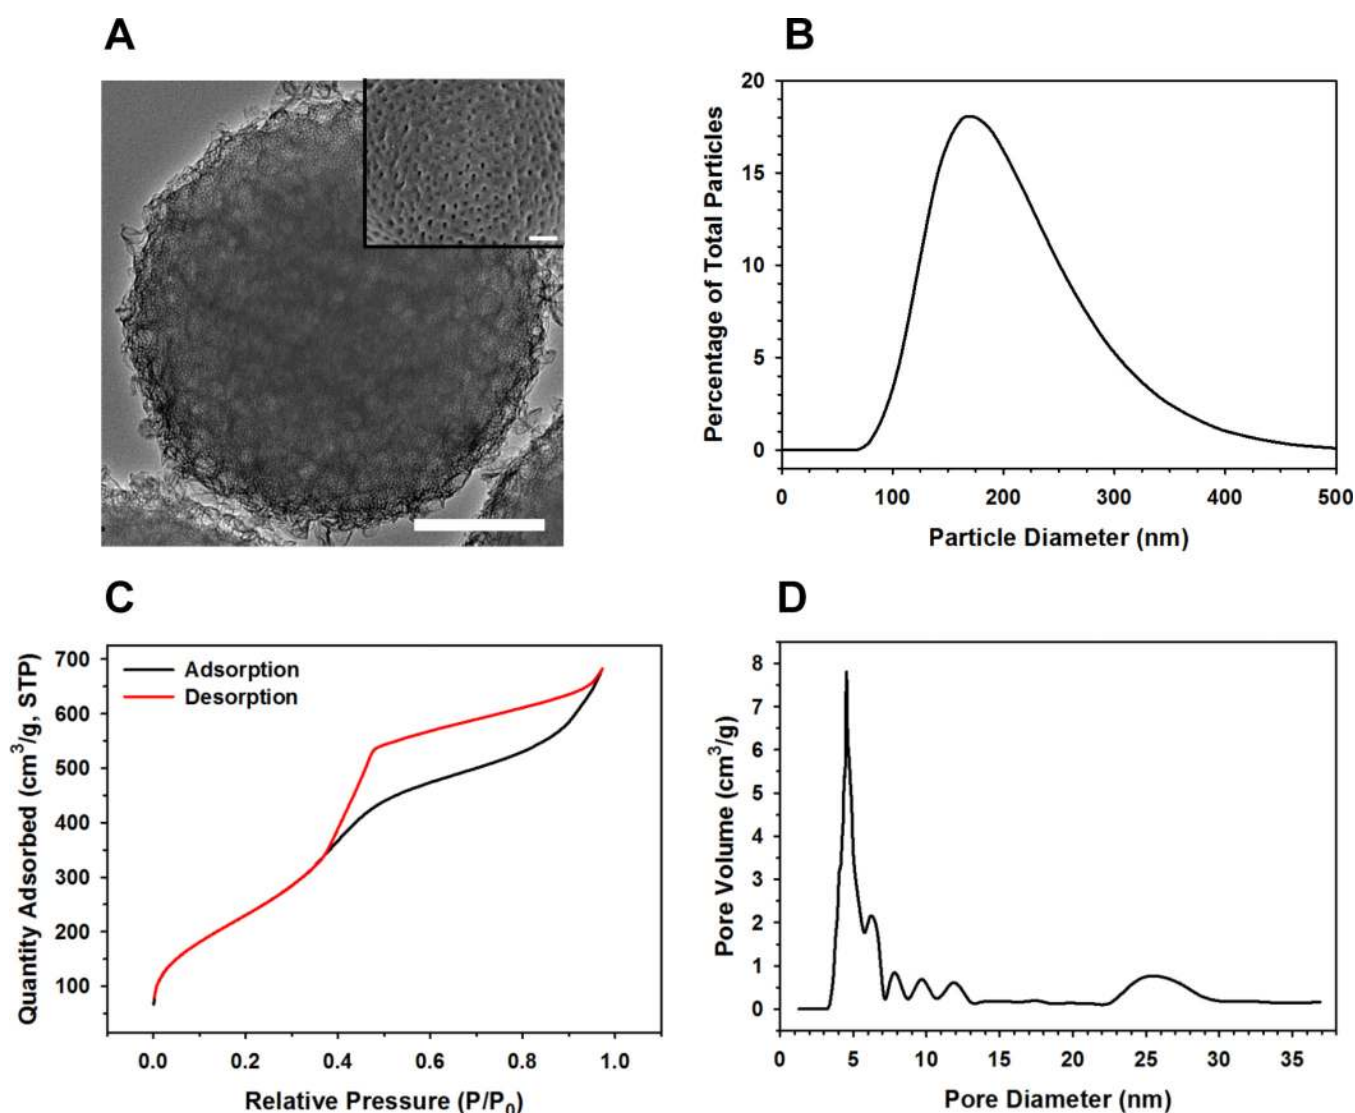 A
B
20
15
10
5
0
Percentage of Total Particles
0 100 200 300 400 500
Particle Diameter (nm)
C
700
600
500
400
300
200
100
Quantity Adsorbed (cm³/g, STP)
Adsorption
Desorption
0.0 0.2 0.4 0.6 0.8 1.0
Relative Pressure (P/P₀)
D
8
7
6
5
4
3
2
1
0
Pore Volume (cm³/g)
0 5 10 15 20 25 30 35
Pore Diameter (nm)